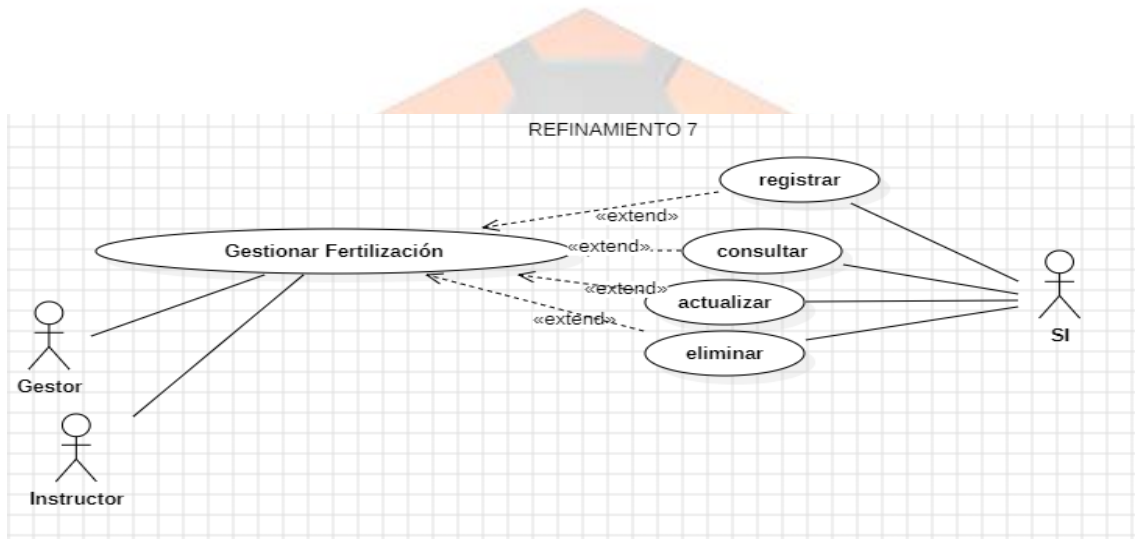 REFINAMIENTO 7
registrar
«extend»
Gestionar Fertilización
«extend»
consultar
«extend»
actualizar
«extend»
eliminar
SI
Gestor
Instructor